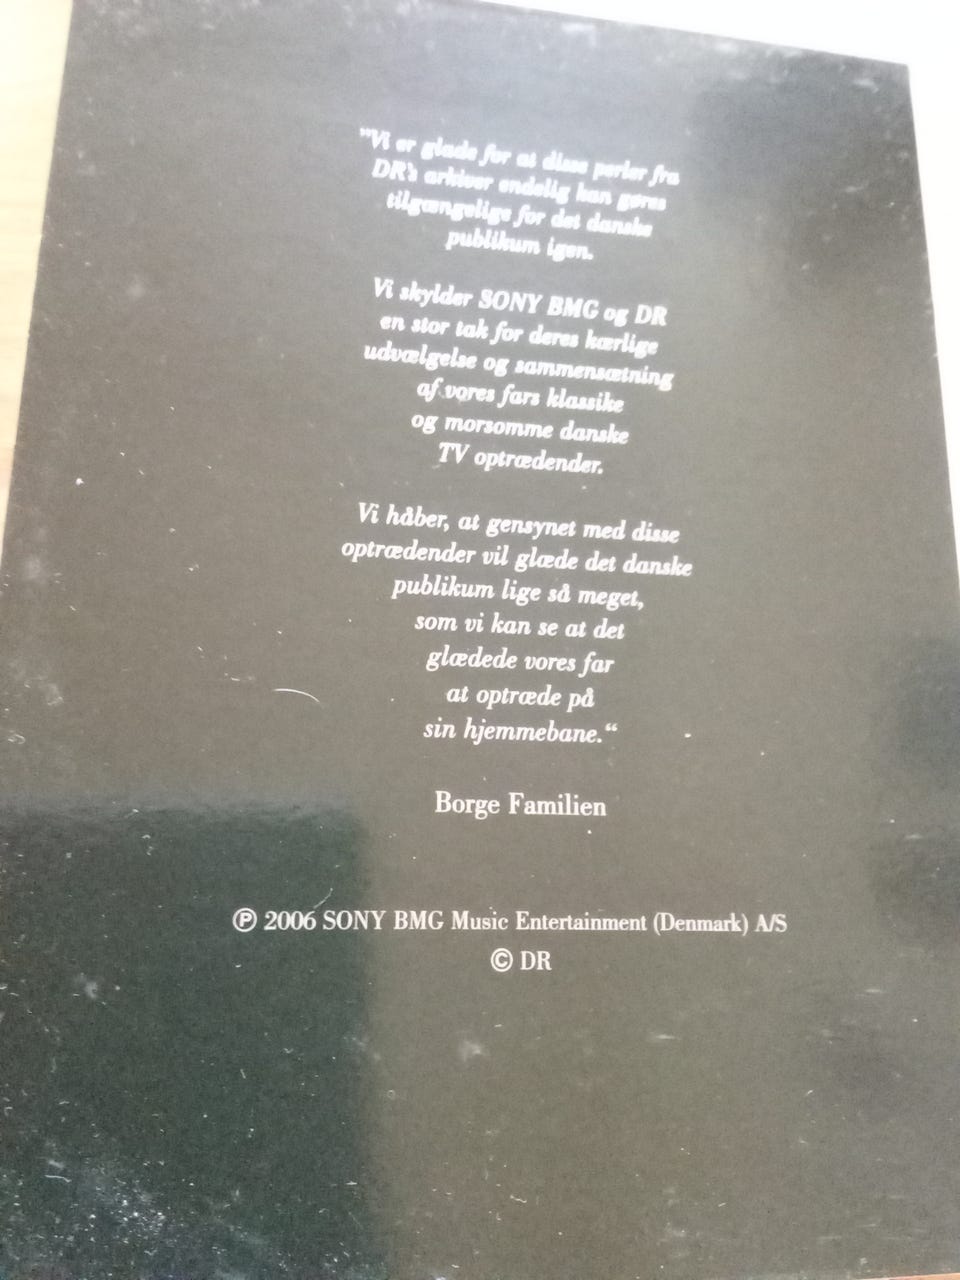 "Vi er glade for at disse perler fra
DR's arkiver endelig kan gøres
tilgængelige for det danske
publikum igen.
Vi skylder SONY BMG og DR
en stor tak for deres kærlige
udvælgelse og sammensætning
af vores fars klassike
og morsomme danske
TV optrædender.
Vi håber, at gensynet med disse
optrædender vil glæde det danske
publikum lige så meget,
som vi kan se at det
glædede vores far
at optræde på
sin hjemmebane.“
Borge Familien
℗ 2006 SONY BMG Music Entertainment (Denmark) A/S
© DR